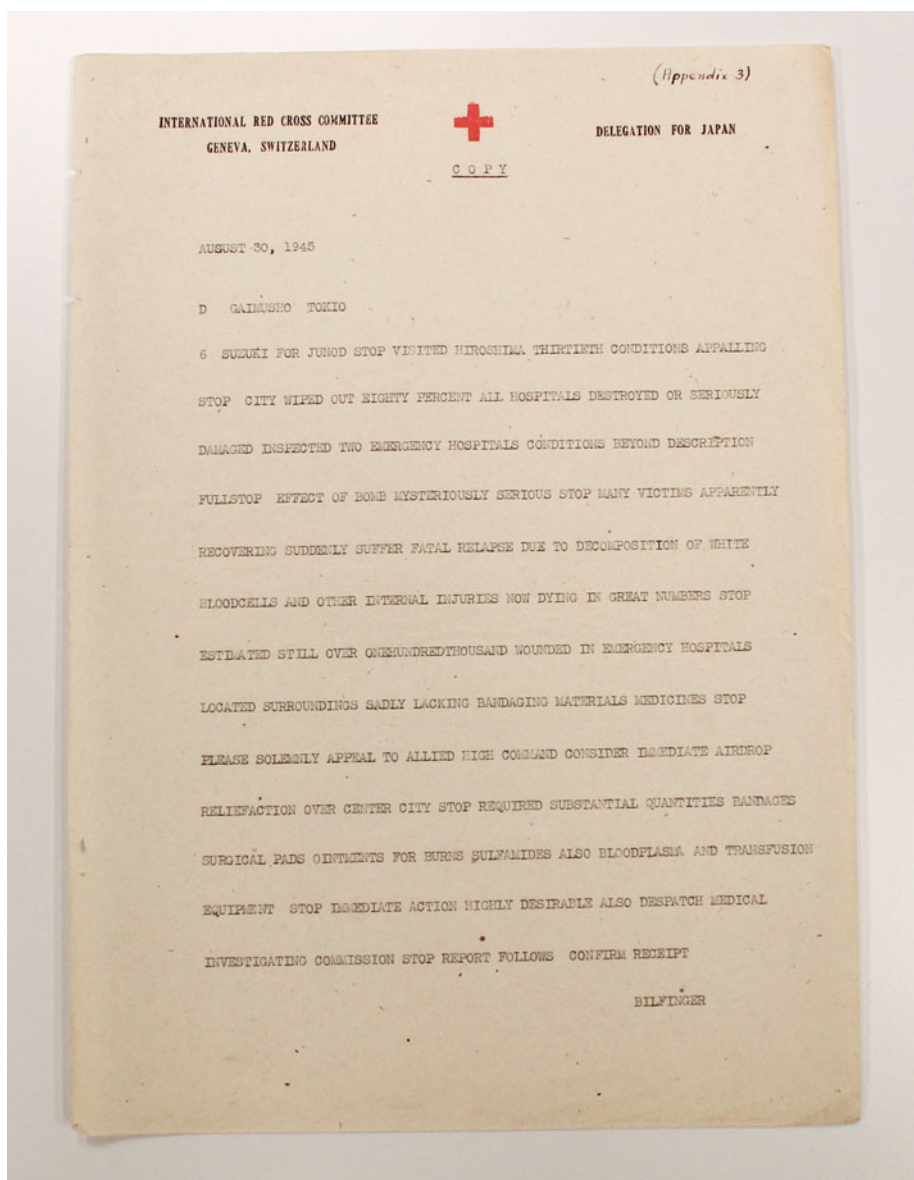 (Appendix 3)
INTERNATIONAL RED CROSS COMMITTEE
GENEVA, SWITZERLAND
DELEGATION FOR JAPAN
COPY
AUGUST 30, 1945
D GAIMUSHO TOKIO
6 SUZUKI FOR JUNOD STOP VISITED HIROSHIMA THIRTIETH CONDITIONS APPALLING
STOP CITY WIPED OUT EIGHTY PERCENT ALL HOSPITALS DESTROYED OR SERIOUSLY
DAMAGED INSPECTED TWO EMERGENCY HOSPITALS CONDITIONS BEYOND DESCRIPTION
FULLSTOP EFFECT OF BOMB MYSTERIOUSLY SERIOUS STOP MANY VICTIMS APPARENTLY
RECOVERING SUDDENLY SUFFER FATAL RELAPSE DUE TO DECOMPOSITION OF WHITE
BLOODCELLS AND OTHER INTERNAL INJURIES NOW DYING IN GREAT NUMBERS STOP
ESTIMATED STILL OVER ONEHUNDREDTHOUSAND WOUNDED IN EMERGENCY HOSPITALS
LOCATED SURROUNDINGS SADLY LACKING BANDAGING MATERIALS MEDICINES STOP
PLEASE SOLEMNLY APPEAL TO ALLIED HIGH COMMAND CONSIDER IMMEDIATE AIRDROP
RELIEFACTION OVER CENTER CITY STOP REQUIRED SUBSTANTIAL QUANTITIES BANDAGES
SURGICAL PADS OINTMENTS FOR BURNS SULFAMIDES ALSO BLOODPLASMA AND TRANSFUSION
EQUIPMENT STOP IMMEDIATE ACTION HIGHLY DESIRABLE ALSO DESPATCH MEDICAL
INVESTIGATING COMMISSION STOP REPORT FOLLOWS CONFIRM RECEIPT
BILFINGER